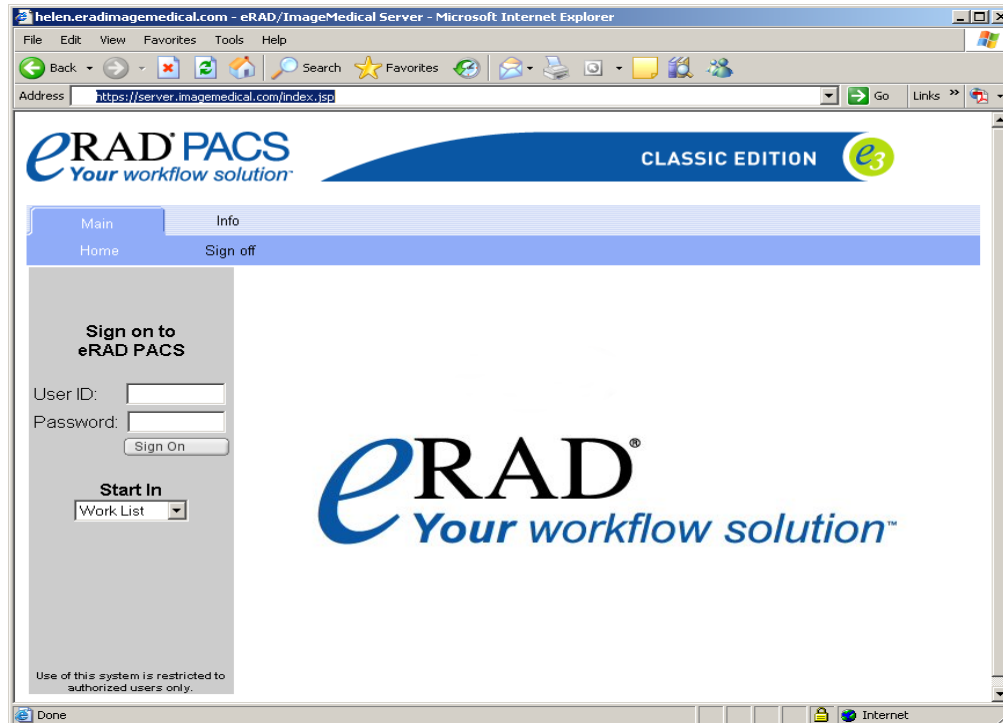 helen.eradimagemedical.com - eRAD/ImageMedical Server - Microsoft Internet Explorer
File Edit View Favorites Tools Help
Back Search Favorites
Address https://server.imagemedical.com/index.jsp Go Links »
eRAD PACS
Your workflow solution™
CLASSIC EDITION e3
Main Info
Home Sign off
Sign on to
eRAD PACS
User ID:
Password:
Sign On
Start In
Work List
eRAD®
Your workflow solution™
Use of this system is restricted to
authorized users only.
Done Internet